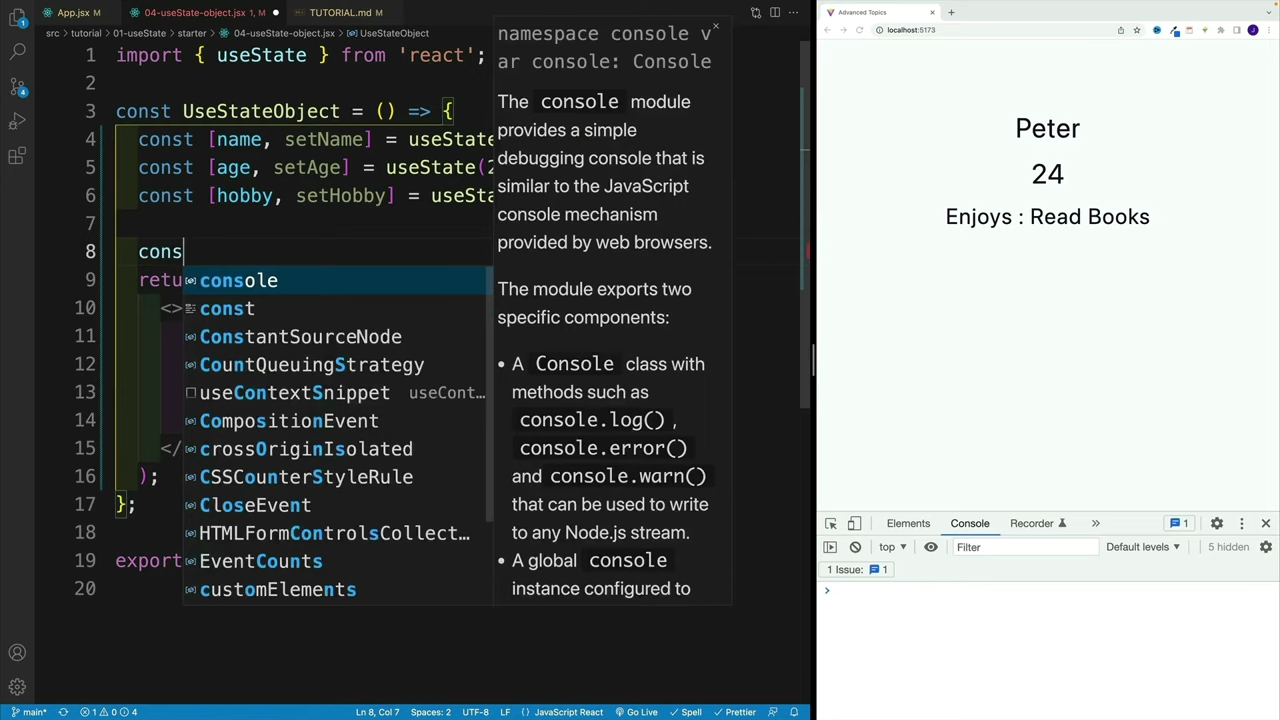 App.jsx M
04-useState-object.jsx 1, M
TUTORIAL.md M
src > tutorial > 01-useState > starter > 04-useState-object.jsx > UseStateObject
1 import { useState } from 'react';
2
3 const UseStateObject = () => {
4 const [name, setName] = useState
5 const [age, setAge] = useState(2
6 const [hobby, setHobby] = useSta
7
8 cons
9 retu
10 <>
11
12
13
14
15 </
16 );
17 };
18
19 export
20
console
const
ConstantSourceNode
CountQueuingStrategy
useContextSnippet useCont…
CompositionEvent
crossOriginIsolated
CSSCounterStyleRule
CloseEvent
HTMLFormControlsCollect…
EventCounts
customElements
namespace console v
ar console: Console
The console module
provides a simple
debugging console that is
similar to the JavaScript
console mechanism
provided by web browsers.
The module exports two
specific components:
• A Console class with
methods such as
console.log() ,
console.error()
and console.warn()
that can be used to write
to any Node.js stream.
• A global console
instance configured to
4
main*
1 0 4
Ln 8, Col 7
Spaces: 2
UTF-8
LF
{} JavaScript React
Go Live
Spell
Prettier
Advanced Topics
localhost:5173
J
Peter
24
Enjoys : Read Books
Elements
Console
Recorder
»
1
top
Filter
Default levels
5 hidden
1 Issue: 1